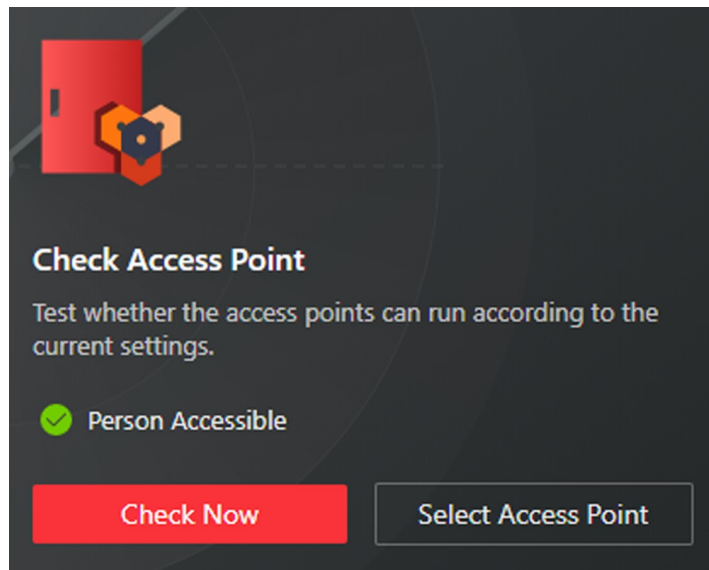 Check Access Point
Test whether the access points can run according to the
current settings.
Person Accessible
Check Now
Select Access Point